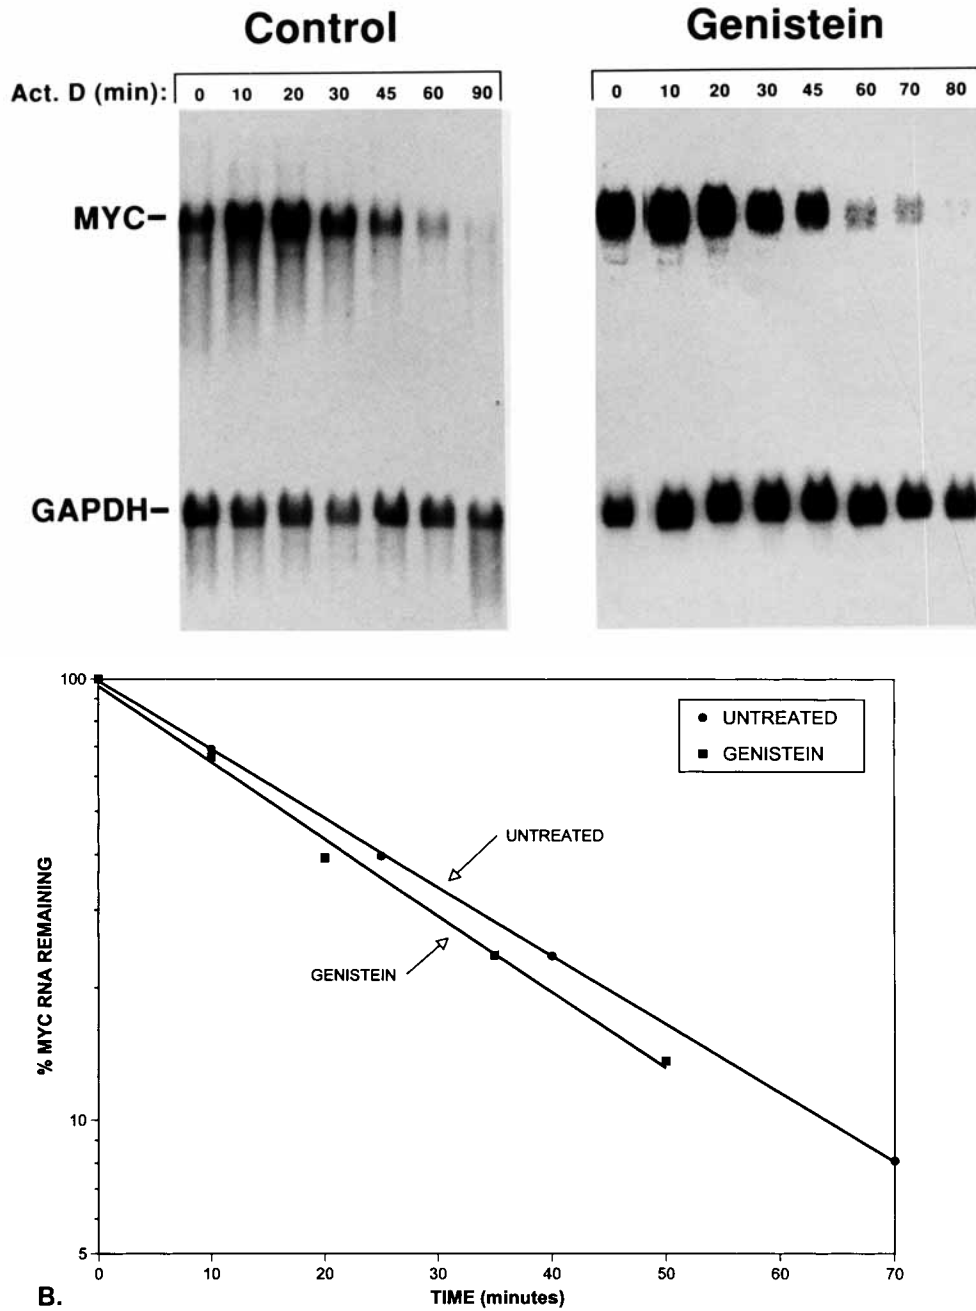 Control
Genistein
Act. D (min): 0 10 20 30 45 60 90
0 10 20 30 45 60 70 80
MYC-
GAPDH-
100
10
5
% MYC RNA REMAINING
UNTREATED
GENISTEIN
UNTREATED
GENISTEIN
0 10 20 30 40 50 60 70
TIME (minutes)
B.